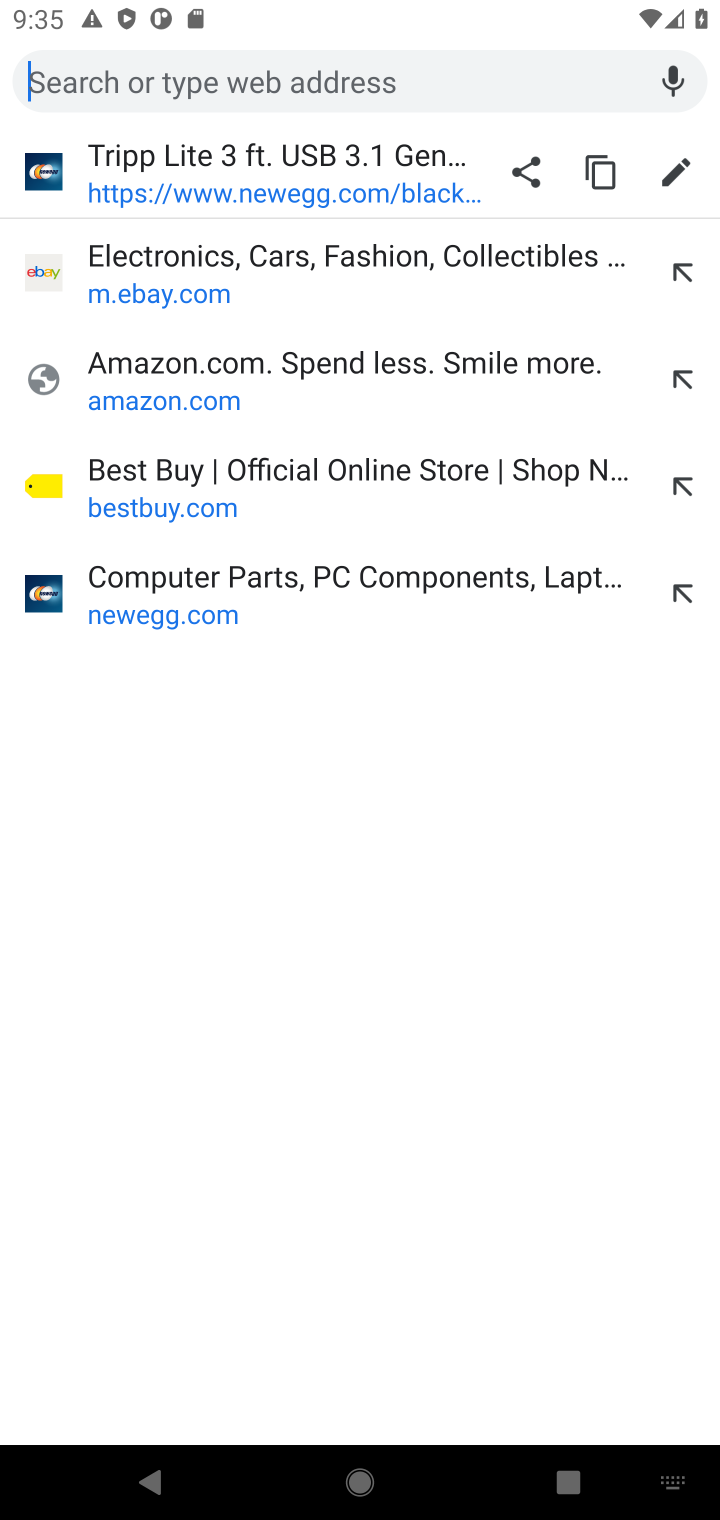 9:35
Search or type web address
Tripp Lite 3 ft. USB 3.1 Gen...
https://www.newegg.com/black...
ebay
Electronics, Cars, Fashion, Collectibles ...
m.ebay.com
Amazon.com. Spend less. Smile more.
amazon.com
Best Buy | Official Online Store | Shop N...
bestbuy.com
Computer Parts, PC Components, Lapt...
newegg.com